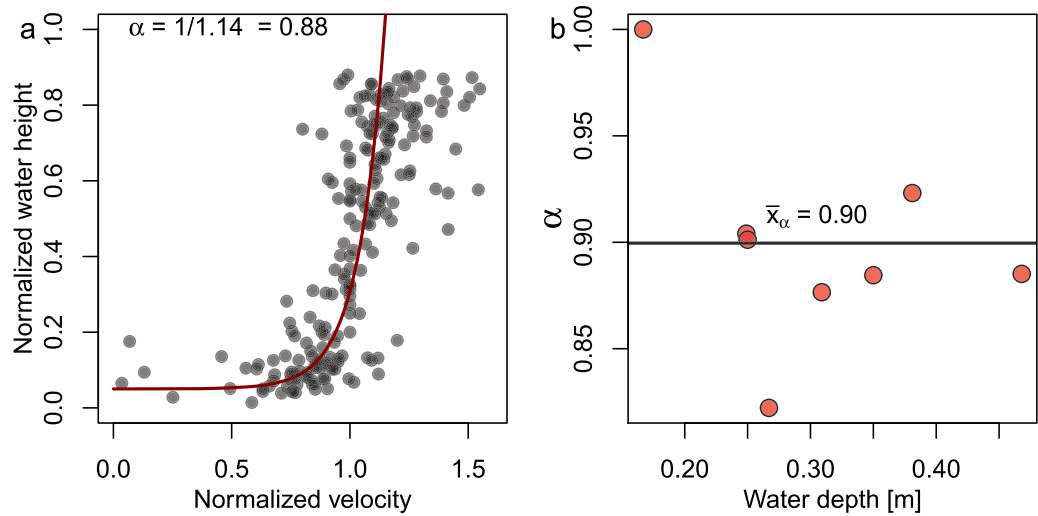 a
α = 1/1.14 = 0.88
Normalized water height
1.0
0.8
0.6
0.4
0.2
0.0
0.0 0.5 1.0 1.5
Normalized velocity
b
α
1.00
0.95
0.90
0.85
x̅α = 0.90
0.20 0.30 0.40
Water depth [m]